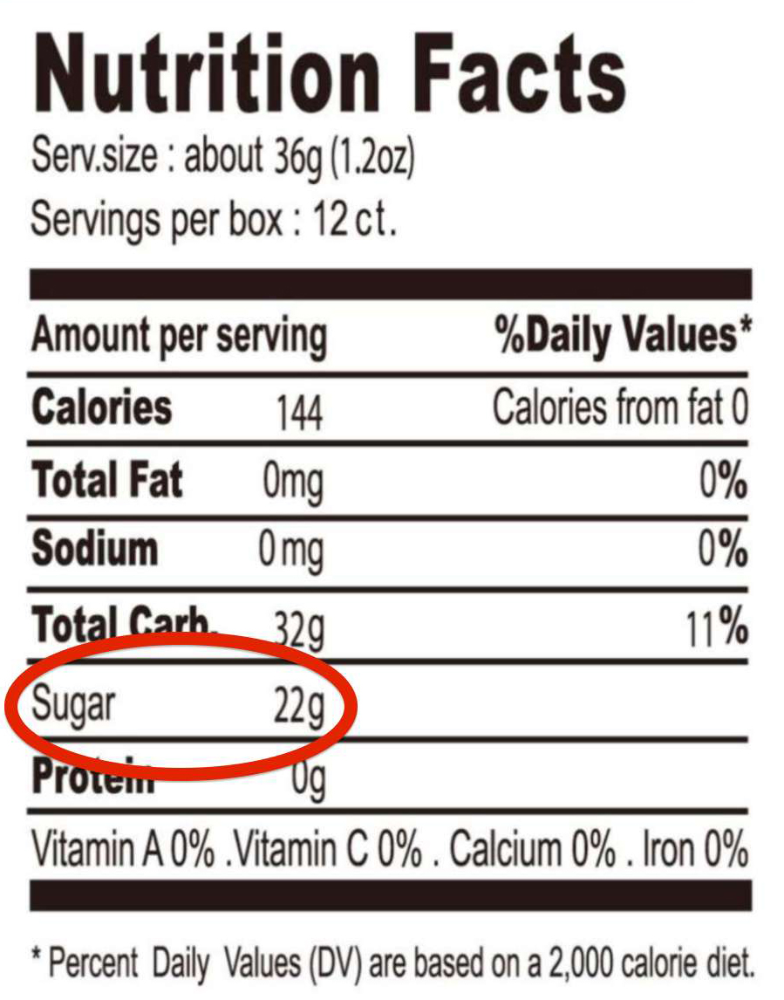 Nutrition Facts
Serv.size : about 36g (1.2oz)
Servings per box : 12 ct.
Amount per serving %Daily Values*
Calories 144 Calories from fat 0
Total Fat 0mg 0%
Sodium 0 mg 0%
Total Carb. 32g 11%
Sugar 22g
Protein 0g
Vitamin A 0% . Vitamin C 0% . Calcium 0% . Iron 0%
* Percent Daily Values (DV) are based on a 2,000 calorie diet.